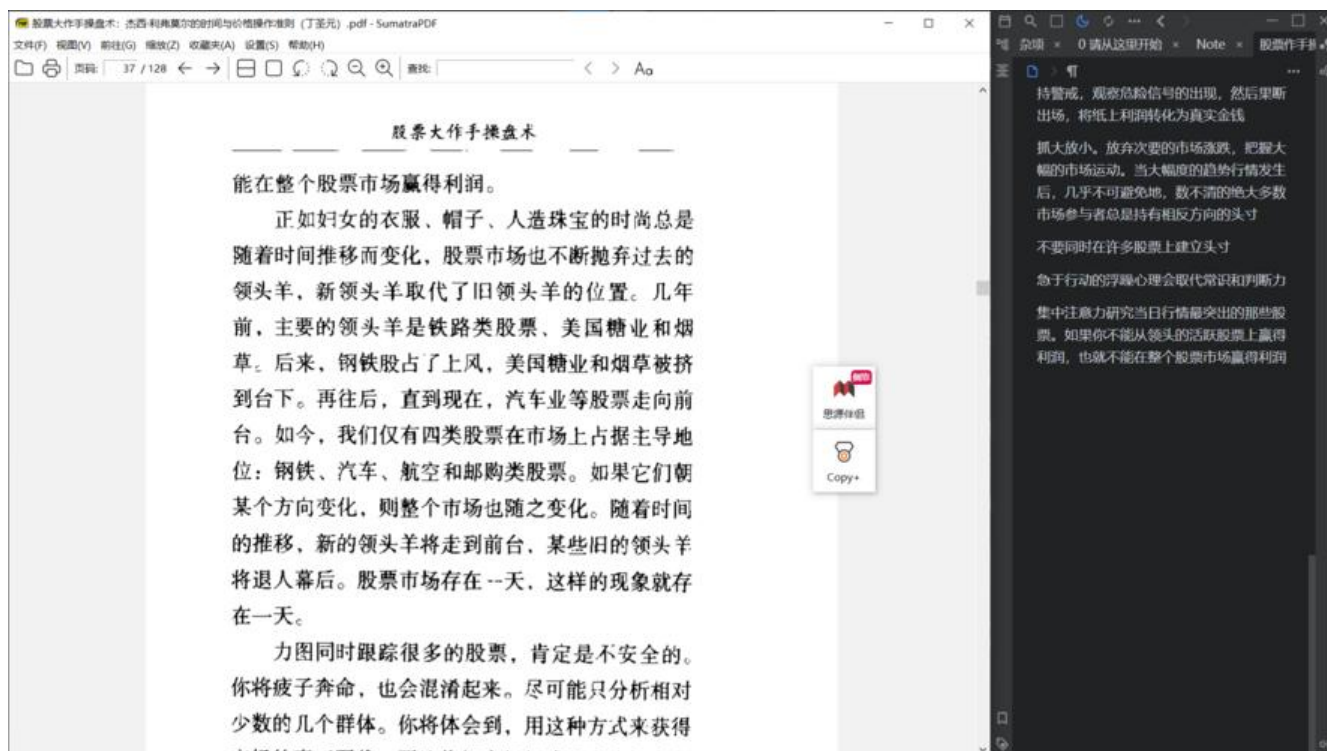 股票大作手操盘术：杰西·利弗莫尔的时间与价格操作准则（丁圣元）.pdf - SumatraPDF
文件(F) 视图(V) 前往(G) 缩放(Z) 收藏夹(A) 设置(S) 帮助(H)
页码: 37 / 128 查找:
股票大作手操盘术
能在整个股票市场赢得利润。
正如妇女的衣服、帽子、人造珠宝的时尚总是
随着时间推移而变化，股票市场也不断抛弃过去的
领头羊，新领头羊取代了旧领头羊的位置。几年
前，主要的领头羊是铁路类股票、美国糖业和烟
草。后来，钢铁股占了上风，美国糖业和烟草被挤
到台下。再往后，直到现在，汽车业等股票走向前
台。如今，我们仅有四类股票在市场上占据主导地
位：钢铁、汽车、航空和邮购类股票。如果它们朝
某个方向变化，则整个市场也随之变化。随着时间
的推移，新的领头羊将走到前台，某些旧的领头羊
将退人幕后。股票市场存在一天，这样的现象就存
在一天。
力图同时跟踪很多的股票，肯定是不安全的。
你将疲于奔命，也会混淆起来。尽可能只分析相对
少数的几个群体。你将体会到，用这种方式来获得
思源伴侣
Copy+
杂项 0 请从这里开始 Note 股票作手
持警戒，观察危险信号的出现，然后果断
出场，将纸上利润转化为真实金钱
抓大放小。放弃次要的市场涨跌，把握大
幅的市场运动。当大幅度的趋势行情发生
后，几乎不可避免地，数不清的绝大多数
市场参与者总是持有相反方向的头寸
不要同时在许多股票上建立头寸
急于行动的浮躁心理会取代常识和判断力
集中注意力研究当日行情最突出的那些股
票。如果你不能从领头的活跃股票上赢得
利润，也就不能在整个股票市场赢得利润